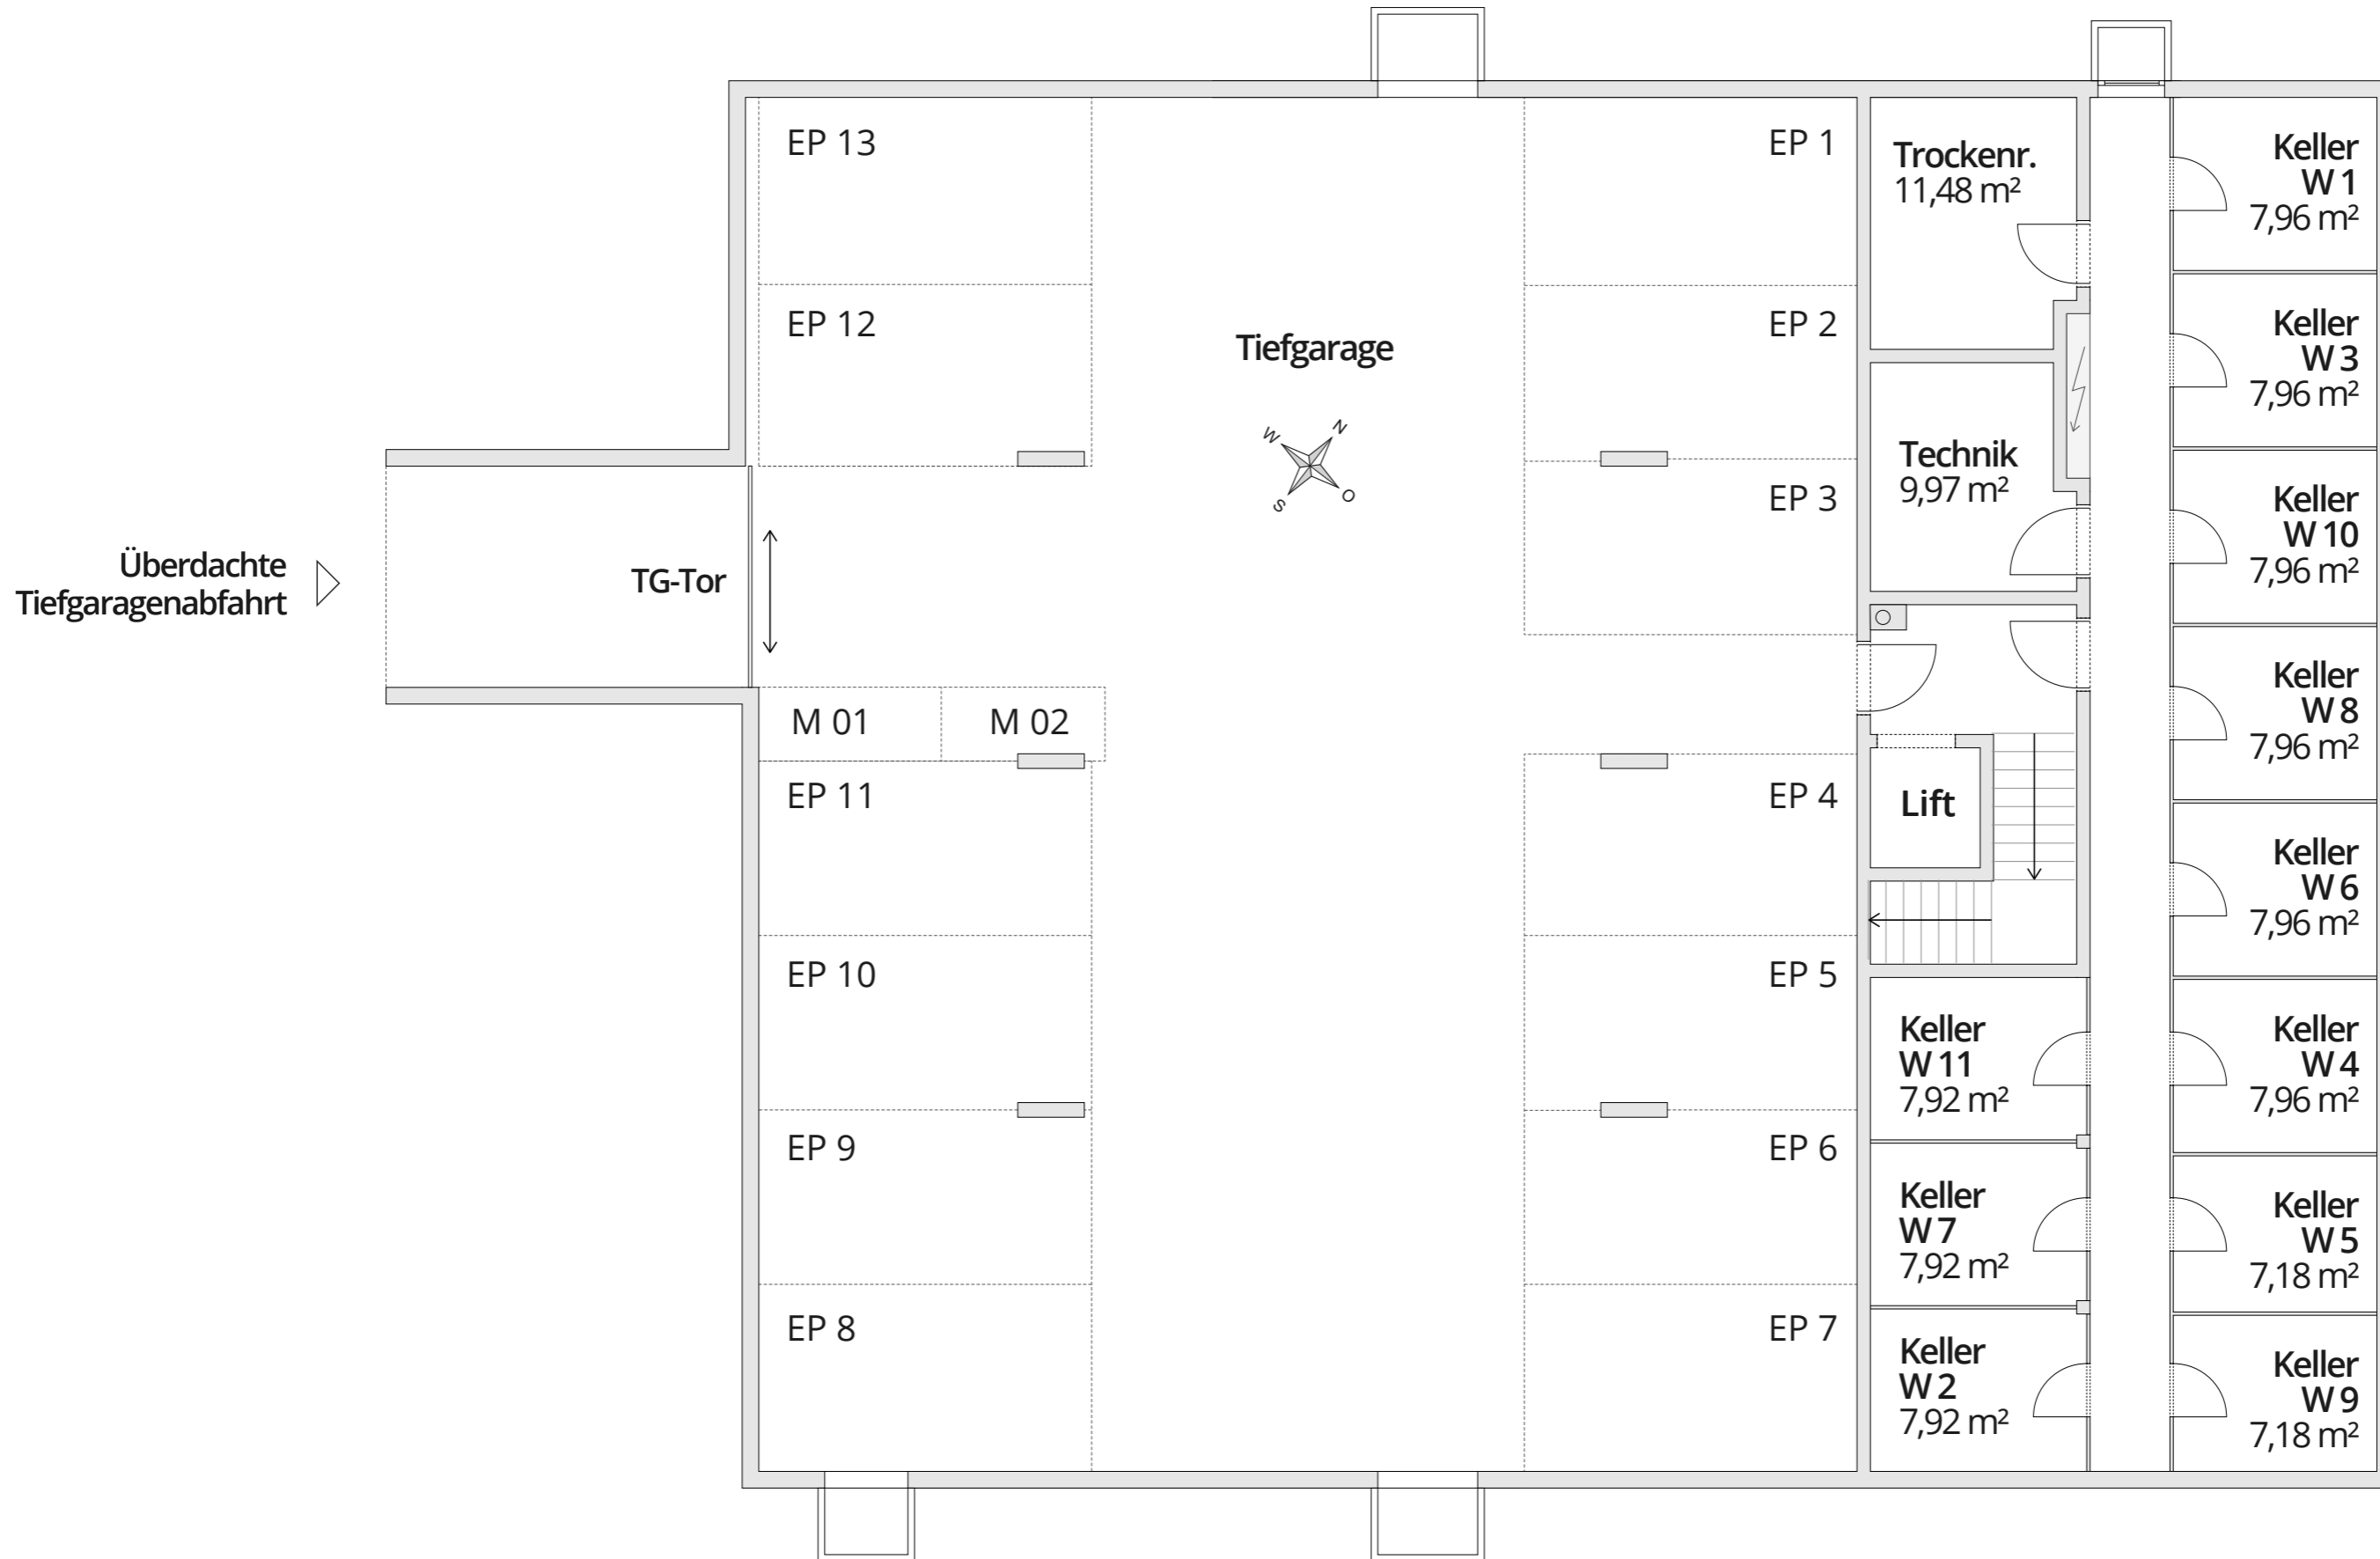 EP 13
EP 12
Tiefgarage
W
N
S
O
EP 1
EP 2
EP 3
Trockenr.
11,48 m²
Technik
9,97 m²
Überdachte
Tiefgaragenabfahrt
TG-Tor
M 01
M 02
EP 11
EP 10
EP 9
EP 8
EP 4
EP 5
EP 6
EP 7
Lift
Keller
W 11
7,92 m²
Keller
W 7
7,92 m²
Keller
W 2
7,92 m²
Keller
W 1
7,96 m²
Keller
W 3
7,96 m²
Keller
W 10
7,96 m²
Keller
W 8
7,96 m²
Keller
W 6
7,96 m²
Keller
W 4
7,96 m²
Keller
W 5
7,18 m²
Keller
W 9
7,18 m²